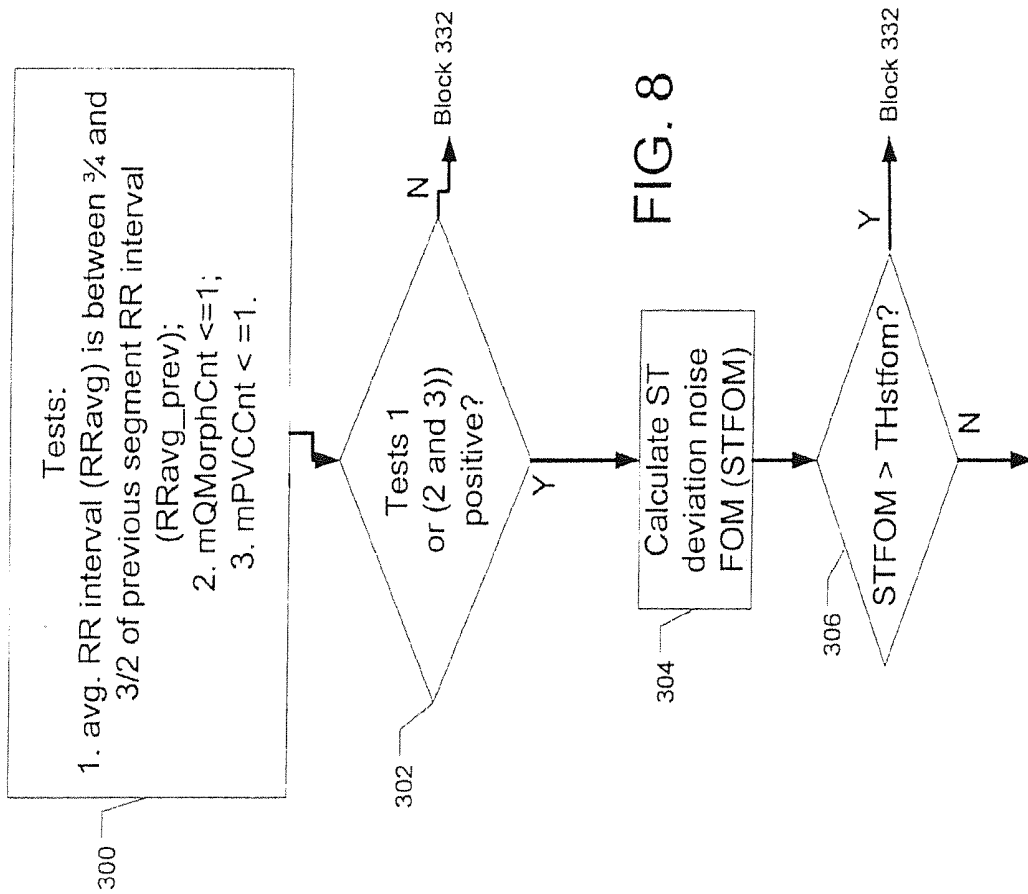 Tests:
1. avg. RR interval (RRavg) is between ¾ and
3/2 of previous segment RR interval
(RRavg_prev);
2. mQMorphCnt <=1;
3. mPVCCnt < =1.
300
Tests 1
or (2 and 3))
positive?
302
N
Block 332
Y
Calculate ST
deviation noise
FOM (STFOM)
304
FIG. 8
STFOM > THstfom?
306
Y
Block 332
N